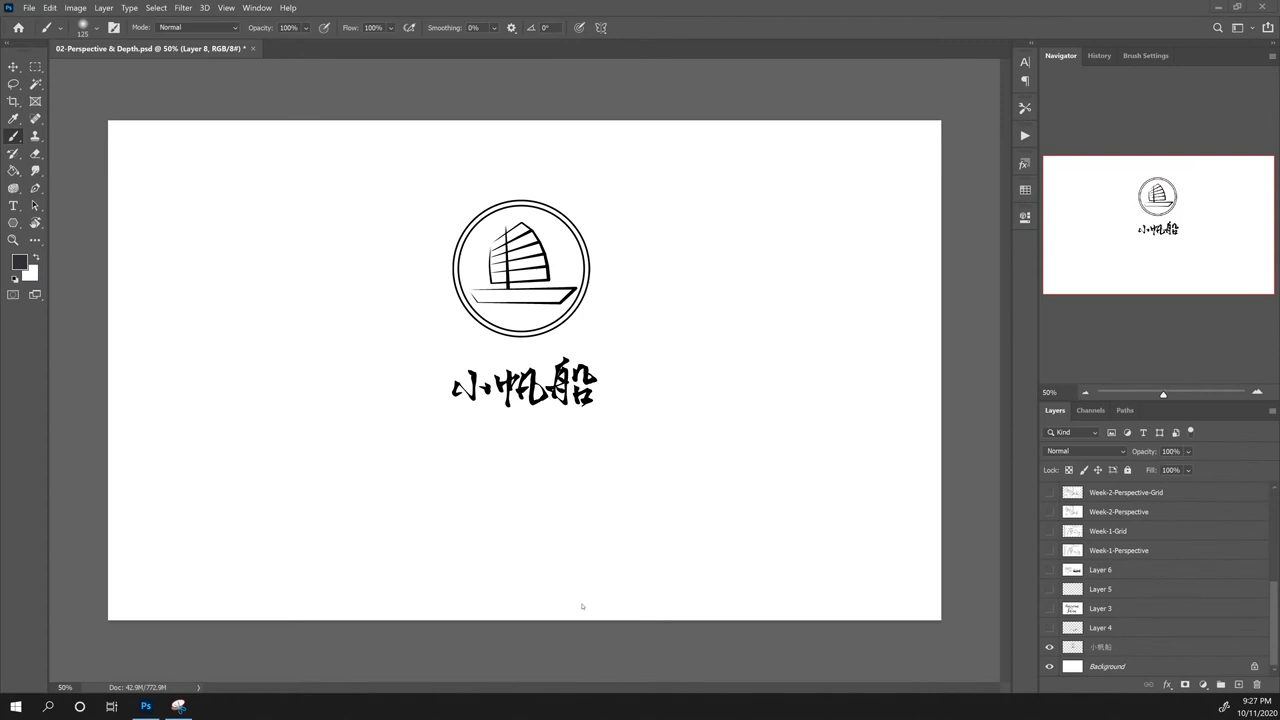 Ps File Edit Image Layer Type Select Filter 3D View Window Help
125 Mode: Normal Opacity: 100% Flow: 100% Smoothing: 0% 0°
02-Perspective & Depth.psd @ 50% (Layer 8, RGB/8#) * ×
Navigator History Brush Settings
小帆船
小帆船
50%
Layers Channels Paths
Kind
Normal Opacity: 100%
Lock: Fill: 100%
Week-2-Perspective-Grid
Week-2-Perspective
Week-1-Grid
Week-1-Perspective
Layer 6
Layer 5
Layer 3
Layer 4
小帆船
Background
50% Doc: 42.9M/772.9M
Ps
9:27 PM
10/11/2020